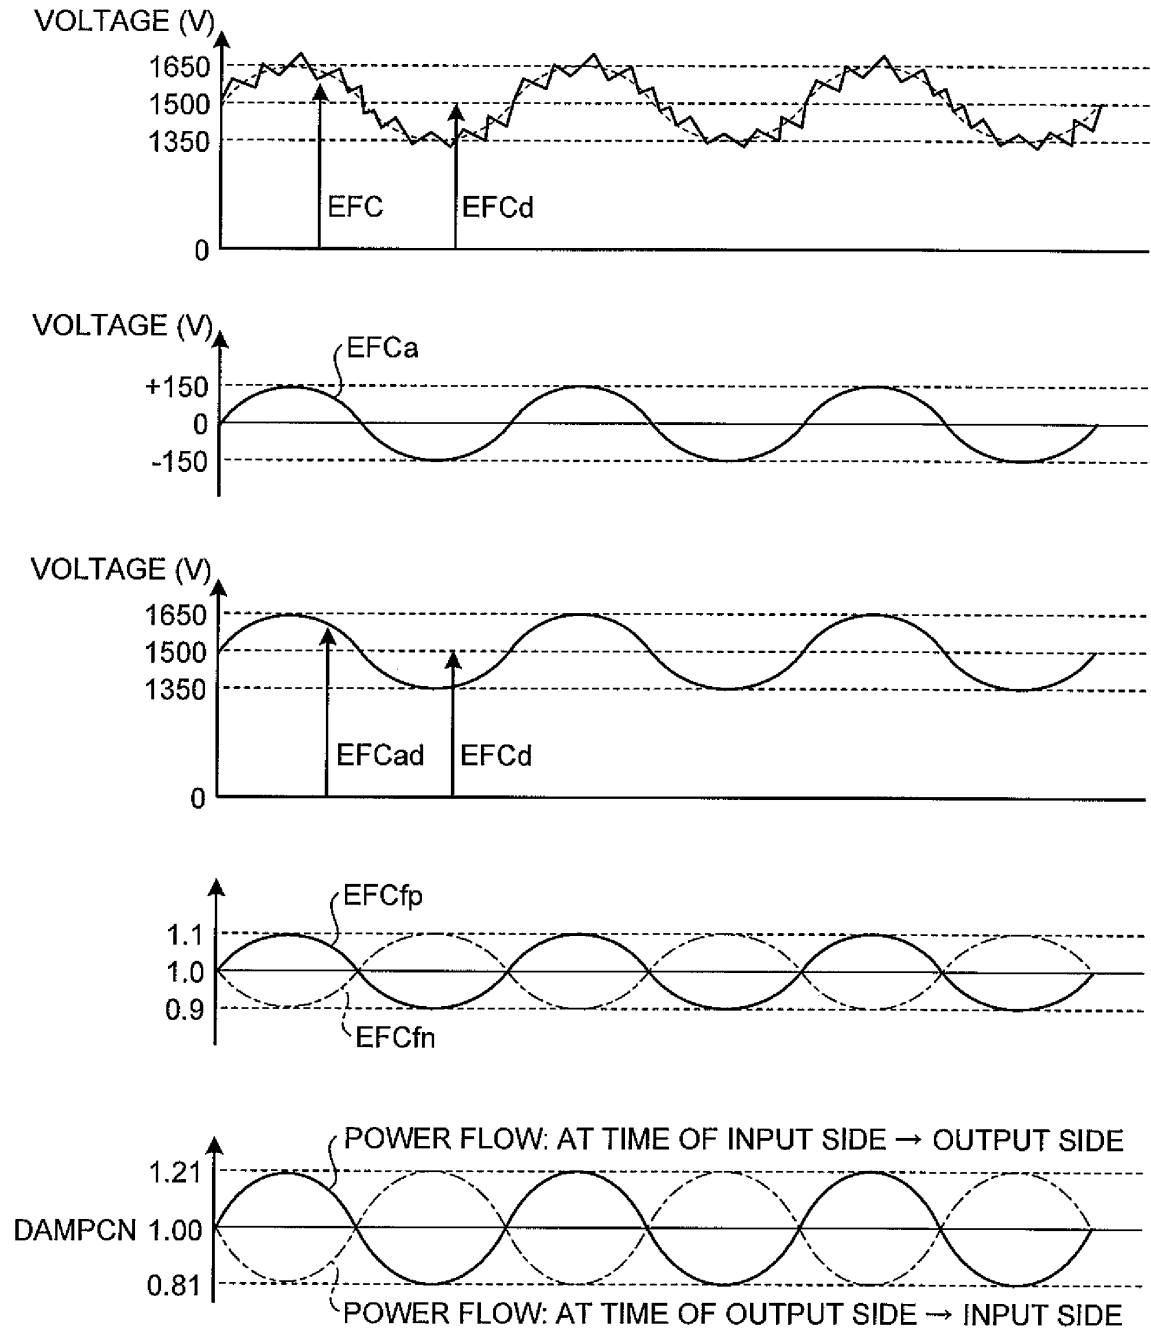 VOLTAGE (V)
1650
1500
1350
EFC
EFCd
0
VOLTAGE (V)
EFCa
+150
0
-150
VOLTAGE (V)
1650
1500
1350
EFCad
EFCd
0
EFCfp
1.1
1.0
0.9
EFCfn
POWER FLOW: AT TIME OF INPUT SIDE → OUTPUT SIDE
1.21
DAMPCN 1.00
0.81
POWER FLOW: AT TIME OF OUTPUT SIDE → INPUT SIDE